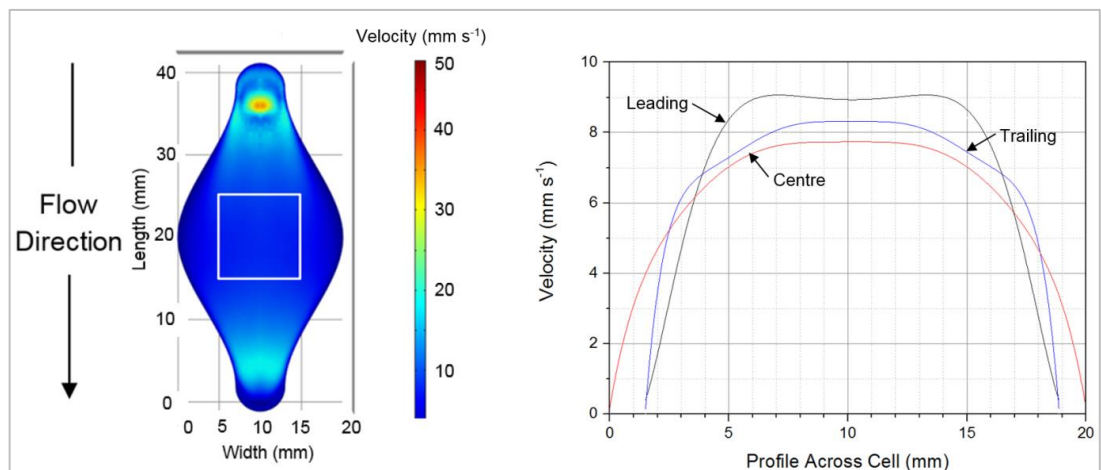 Velocity (mm s⁻¹)
Flow
Direction
Length (mm)
40
30
20
10
0
0 5 10 15 20
Width (mm)
50
40
30
20
10
Velocity (mm s⁻¹)
10
8
6
4
2
0
Leading
Trailing
Centre
0 5 10 15 20
Profile Across Cell (mm)